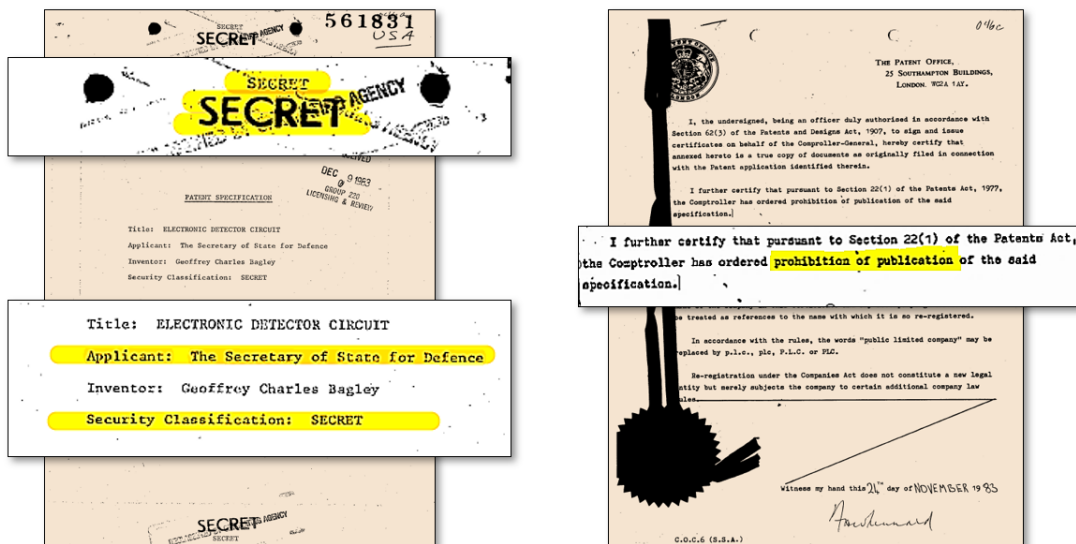 SECRET
SECRET
561831
USA
SECRET
SECRET
AGENCY
DEC 9 1983
GROUP 220
LICENSING & REVIEW
PATENT SPECIFICATION
Title: ELECTRONIC DETECTOR CIRCUIT
Applicant: The Secretary of State for Defence
Inventor: Geoffrey Charles Bagley
Security Classification: SECRET
Title: ELECTRONIC DETECTOR CIRCUIT
Applicant: The Secretary of State for Defence
Inventor: Geoffrey Charles Bagley
Security Classification: SECRET
SECRET
SECRET
THE PATENT OFFICE,
25 SOUTHAMPTON BUILDINGS,
LONDON. WC2A 1AY.
I, the undersigned, being an officer duly authorised in accordance with
Section 62(3) of the Patents and Designs Act, 1907, to sign and issue
certificates on behalf of the Comptroller-General, hereby certify that
annexed hereto is a true copy of documents as originally filed in connection
with the Patent application identified therein.
I further certify that pursuant to Section 22(1) of the Patents Act, 1977,
the Comptroller has ordered prohibition of publication of the said
specification.
I further certify that pursuant to Section 22(1) of the Patents Act,
the Comptroller has ordered prohibition of publication of the said
specification.
be treated as references to the name with which it is so re-registered.
In accordance with the rules, the words "public limited company" may be
replaced by p.l.c., plc, P.L.C. or PLC.
Re-registration under the Companies Act does not constitute a new legal
entity but merely subjects the company to certain additional company law
rules.
Witness my hand this 24th day of NOVEMBER 1983
C.O.C.6 (S.S.A.)